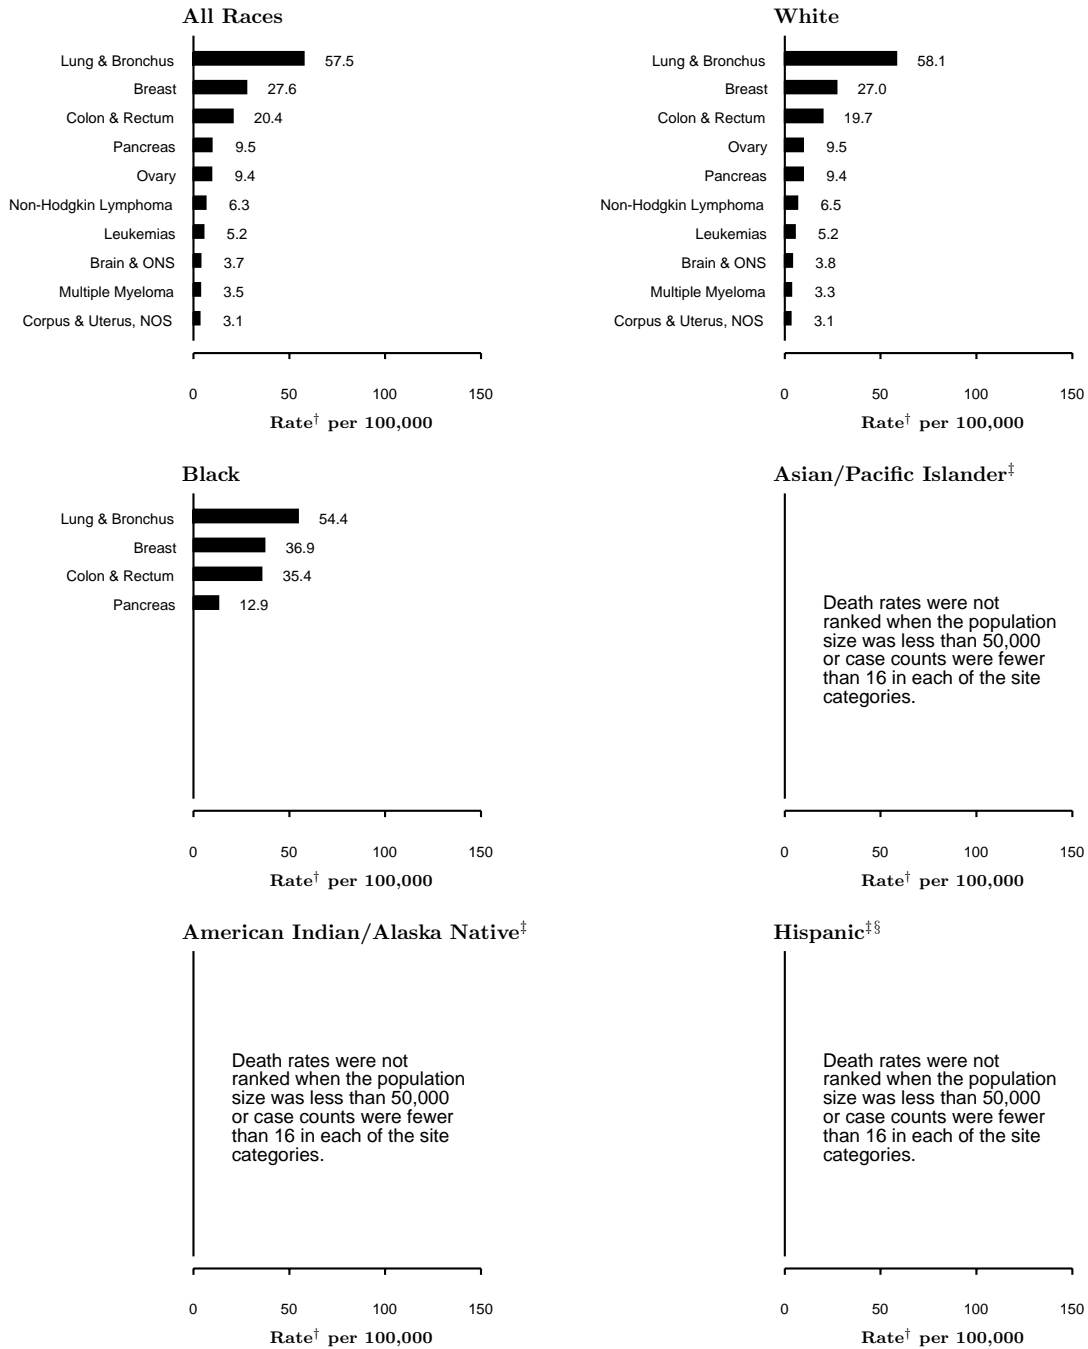 All Races
Lung & Bronchus 57.5
Breast 27.6
Colon & Rectum 20.4
Pancreas 9.5
Ovary 9.4
Non-Hodgkin Lymphoma 6.3
Leukemias 5.2
Brain & ONS 3.7
Multiple Myeloma 3.5
Corpus & Uterus, NOS 3.1
0 50 100 150
Rate† per 100,000
White
Lung & Bronchus 58.1
Breast 27.0
Colon & Rectum 19.7
Ovary 9.5
Pancreas 9.4
Non-Hodgkin Lymphoma 6.5
Leukemias 5.2
Brain & ONS 3.8
Multiple Myeloma 3.3
Corpus & Uterus, NOS 3.1
0 50 100 150
Rate† per 100,000
Black
Lung & Bronchus 54.4
Breast 36.9
Colon & Rectum 35.4
Pancreas 12.9
0 50 100 150
Rate† per 100,000
Asian/Pacific Islander‡
Death rates were not
ranked when the population
size was less than 50,000
or case counts were fewer
than 16 in each of the site
categories.
0 50 100 150
Rate† per 100,000
American Indian/Alaska Native‡
Death rates were not
ranked when the population
size was less than 50,000
or case counts were fewer
than 16 in each of the site
categories.
0 50 100 150
Rate† per 100,000
Hispanic‡§
Death rates were not
ranked when the population
size was less than 50,000
or case counts were fewer
than 16 in each of the site
categories.
0 50 100 150
Rate† per 100,000